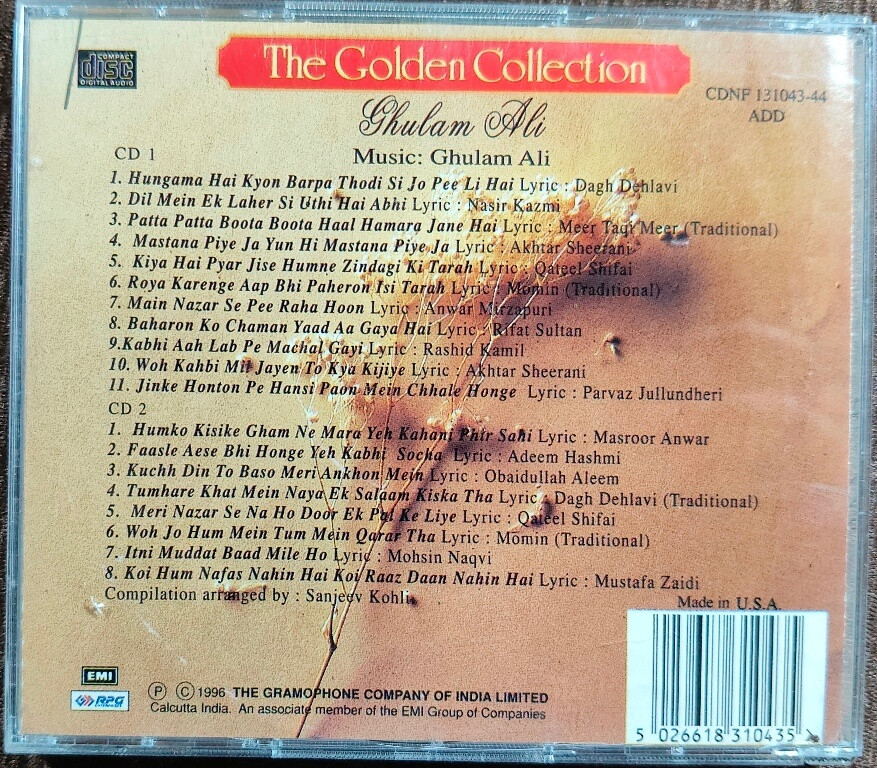 COMPACT
disc
DIGITAL AUDIO
The Golden Collection
CDNF 131043-44
ADD
Ghulam Ali
CD 1
Music: Ghulam Ali
1. Hungama Hai Kyon Barpa Thodi Si Jo Pee Li Hai Lyric : Dagh Dehlavi
2. Dil Mein Ek Laher Si Uthi Hai Abhi Lyric : Nasir Kazmi
3. Patta Patta Boota Boota Haal Hamara Jane Hai Lyric : Meer Taqi Meer (Traditional)
4. Mastana Piye Ja Yun Hi Mastana Piye Ja Lyric : Akhtar Sheerani
5. Kiya Hai Pyar Jise Humne Zindagi Ki Tarah Lyric : Qateel Shifai
6. Roya Karenge Aap Bhi Paheron Isi Tarah Lyric : Momin (Traditional)
7. Main Nazar Se Pee Raha Hoon Lyric : Anwar Mirzapuri
8. Baharon Ko Chaman Yaad Aa Gaya Hai Lyric : Rifat Sultan
9.Kabhi Aah Lab Pe Machal Gayi Lyric : Rashid Kamil
10. Woh Kahbi Mil Jayen To Kya Kijiye Lyric : Akhtar Sheerani
11. Jinke Honton Pe Hansi Paon Mein Chhale Honge Lyric : Parvaz Jullundheri
CD 2
1. Humko Kisike Gham Ne Mara Yeh Kahani Phir Sahi Lyric : Masroor Anwar
2. Faasle Aese Bhi Honge Yeh Kabhi Socha Lyric : Adeem Hashmi
3. Kuchh Din To Baso Meri Ankhon Mein Lyric : Obaidullah Aleem
4. Tumhare Khat Mein Naya Ek Salaam Kiska Tha Lyric : Dagh Dehlavi (Traditional)
5. Meri Nazar Se Na Ho Door Ek Pal Ke Liye Lyric : Qateel Shifai
6. Woh Jo Hum Mein Tum Mein Qarar Tha Lyric : Momin (Traditional)
7. Itni Muddat Baad Mile Ho Lyric : Mohsin Naqvi
8. Koi Hum Nafas Nahin Hai Koi Raaz Daan Nahin Hai Lyric : Mustafa Zaidi
Compilation arranged by : Sanjeev Kohli
Made in U.S.A.
EMI
RPG
Ⓟ Ⓒ 1996 THE GRAMOPHONE COMPANY OF INDIA LIMITED
Calcutta India. An associate member of the EMI Group of Companies
5 026618 310435 >